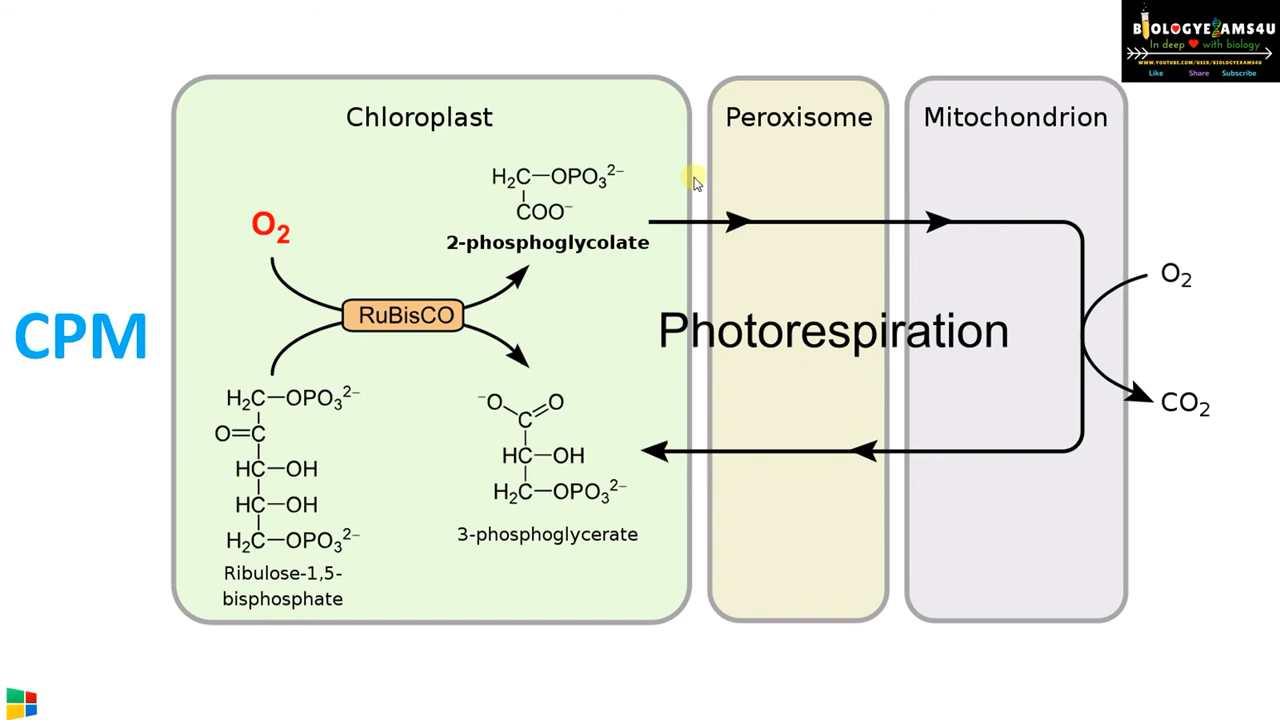 BIOLOGYEXAMS4U
In deep ❤ with biology
WWW.YOUTUBE.COM/USER/BIOLOGYEXAMS4U
Like Share Subscribe
Chloroplast
Peroxisome
Mitochondrion
H₂C—OPO₃²⁻
COO⁻
2-phosphoglycolate
O₂
RuBisCO
CPM
Photorespiration
O₂
CO₂
H₂C—OPO₃²⁻
O=C
HC—OH
HC—OH
H₂C—OPO₃²⁻
Ribulose-1,5-
bisphosphate
⁻O O
C
HC—OH
H₂C—OPO₃²⁻
3-phosphoglycerate